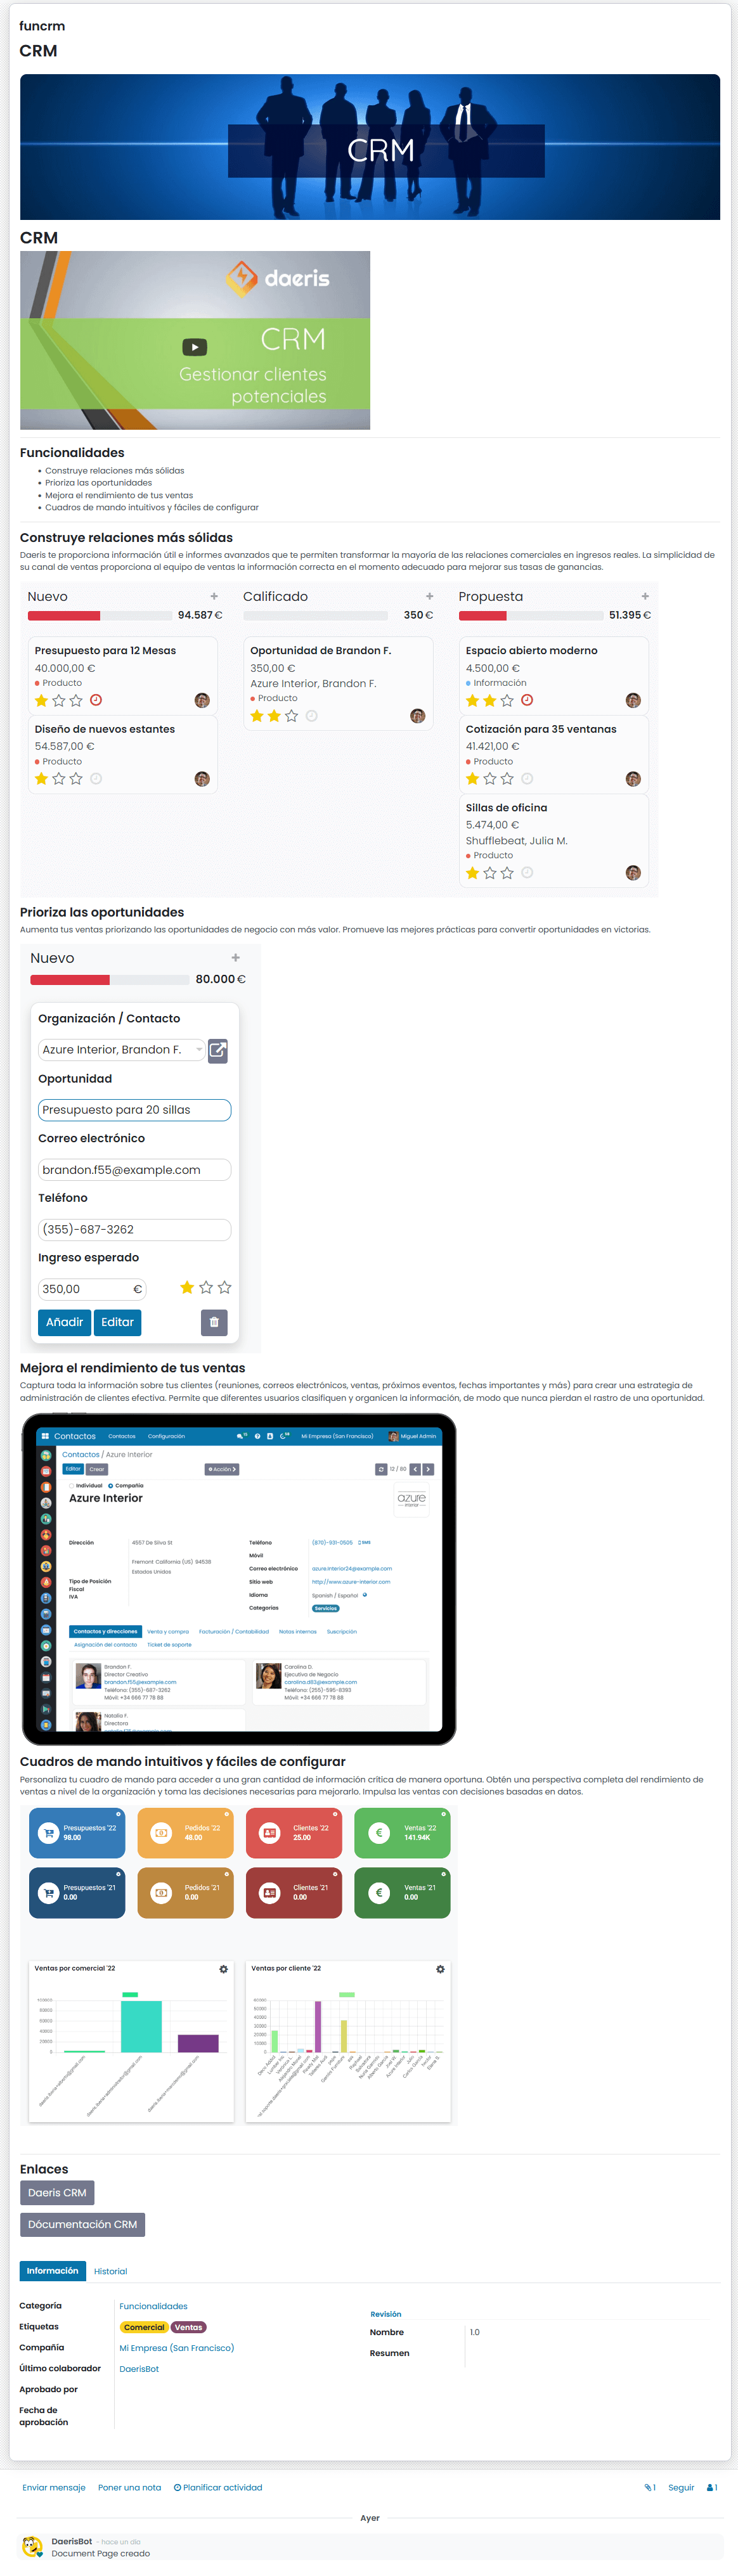 funcrm
CRM
CRM
CRM
daeris
CRM
Gestionar clientes
potenciales
Funcionalidades
• Construye relaciones más sólidas
• Prioriza las oportunidades
• Mejora el rendimiento de tus ventas
• Cuadros de mando intuitivos y fáciles de configurar
Construye relaciones más sólidas
Daeris te proporciona información útil e informes avanzados que te permiten transformar la mayoría de las relaciones comerciales en ingresos reales. La simplicidad de
su canal de ventas proporciona al equipo de ventas la información correcta en el momento adecuado para mejorar sus tasas de ganancias.
Nuevo +
94.587 €
Presupuesto para 12 Mesas
40.000,00 €
Producto
Diseño de nuevos estantes
54.587,00 €
Producto
Calificado +
350 €
Oportunidad de Brandon F.
350,00 €
Azure Interior, Brandon F.
Producto
Propuesta +
51.395 €
Espacio abierto moderno
4.500,00 €
Información
Cotización para 35 ventanas
41.421,00 €
Producto
Sillas de oficina
5.474,00 €
Shufflebeat, Julia M.
Producto
Prioriza las oportunidades
Aumenta tus ventas priorizando las oportunidades de negocio con más valor. Promueve las mejores prácticas para convertir oportunidades en victorias.
Nuevo +
80.000 €
Organización / Contacto
Azure Interior, Brandon F.
Oportunidad
Presupuesto para 20 sillas
Correo electrónico
brandon.f55@example.com
Teléfono
(355)-687-3262
Ingreso esperado
350,00 €
Añadir Editar
Mejora el rendimiento de tus ventas
Captura toda la información sobre tus clientes (reuniones, correos electrónicos, ventas, próximos eventos, fechas importantes y más) para crear una estrategia de
administración de clientes efectiva. Permite que diferentes usuarios clasifiquen y organicen la información, de modo que nunca pierdan el rastro de una oportunidad.
Contactos Contactos Configuración Mi Empresa (San Francisco) Miguel Admin
Contactos / Azure Interior
Editar Crear Acción 12 / 60
Individual Compañía
Azure Interior
azure
interior
Dirección 4557 De Silva St
Fremont California (US) 94538
Estados Unidos
Tipo de Posición
Fiscal
IVA
Teléfono (870)-931-0505 SMS
Móvil
Correo electrónico azure.Interior24@example.com
Sitio web http://www.azure-interior.com
Idioma Spanish / Español
Categorías Servicios
Contactos y direcciones Venta y compra Facturación / Contabilidad Notas internas Suscripción
Asignación del contacto Ticket de soporte
Brandon F.
Director Creativo
brandon.f55@example.com
Teléfono: (355)-687-3262
Móvil: +34 666 77 78 88
Carolina D.
Ejecutiva de Negocio
carolina.d83@example.com
Teléfono: (255)-595-8393
Móvil: +34 666 77 78 88
Natalia F.
Directora
Cuadros de mando intuitivos y fáciles de configurar
Personaliza tu cuadro de mando para acceder a una gran cantidad de información crítica de manera oportuna. Obtén una perspectiva completa del rendimiento de
ventas a nivel de la organización y toma las decisiones necesarias para mejorarlo. Impulsa las ventas con decisiones basadas en datos.
Presupuestos '22
98.00
Pedidos '22
48.00
Clientes '22
25.00
Ventas '22
141.94K
Presupuestos '21
0.00
Pedidos '21
0.00
Clientes '21
0.00
Ventas '21
0.00
Ventas por comercial '22
100000
80000
60000
40000
20000
0
Ventas por cliente '22
60000
50000
40000
30000
20000
10000
0
Enlaces
Daeris CRM
Dócumentación CRM
Información Historial
Categoría Funcionalidades
Etiquetas Comercial Ventas
Compañía Mi Empresa (San Francisco)
Último colaborador DaerisBot
Aprobado por
Fecha de
aprobación
Revisión
Nombre 1.0
Resumen
Enviar mensaje Poner una nota Planificar actividad 1 Seguir 1
Ayer
DaerisBot - hace un día
Document Page creado